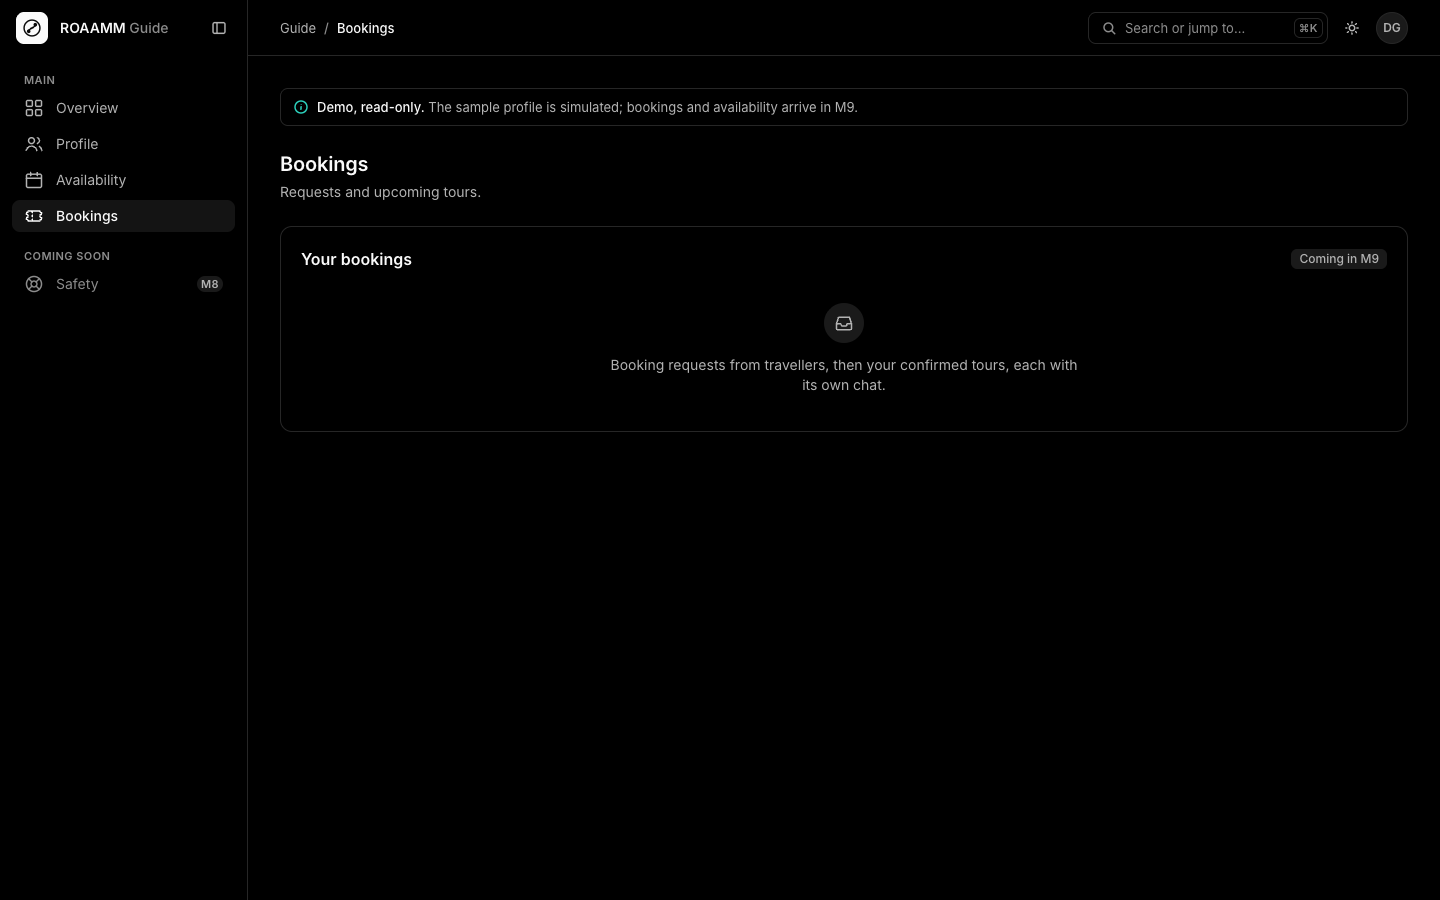 ROAAMM Guide
MAIN
Overview
Profile
Availability
Bookings
COMING SOON
Safety M8
Guide / Bookings
Search or jump to... ⌘K
DG
Demo, read-only. The sample profile is simulated; bookings and availability arrive in M9.
Bookings
Requests and upcoming tours.
Your bookings
Coming in M9
Booking requests from travellers, then your confirmed tours, each with
its own chat.